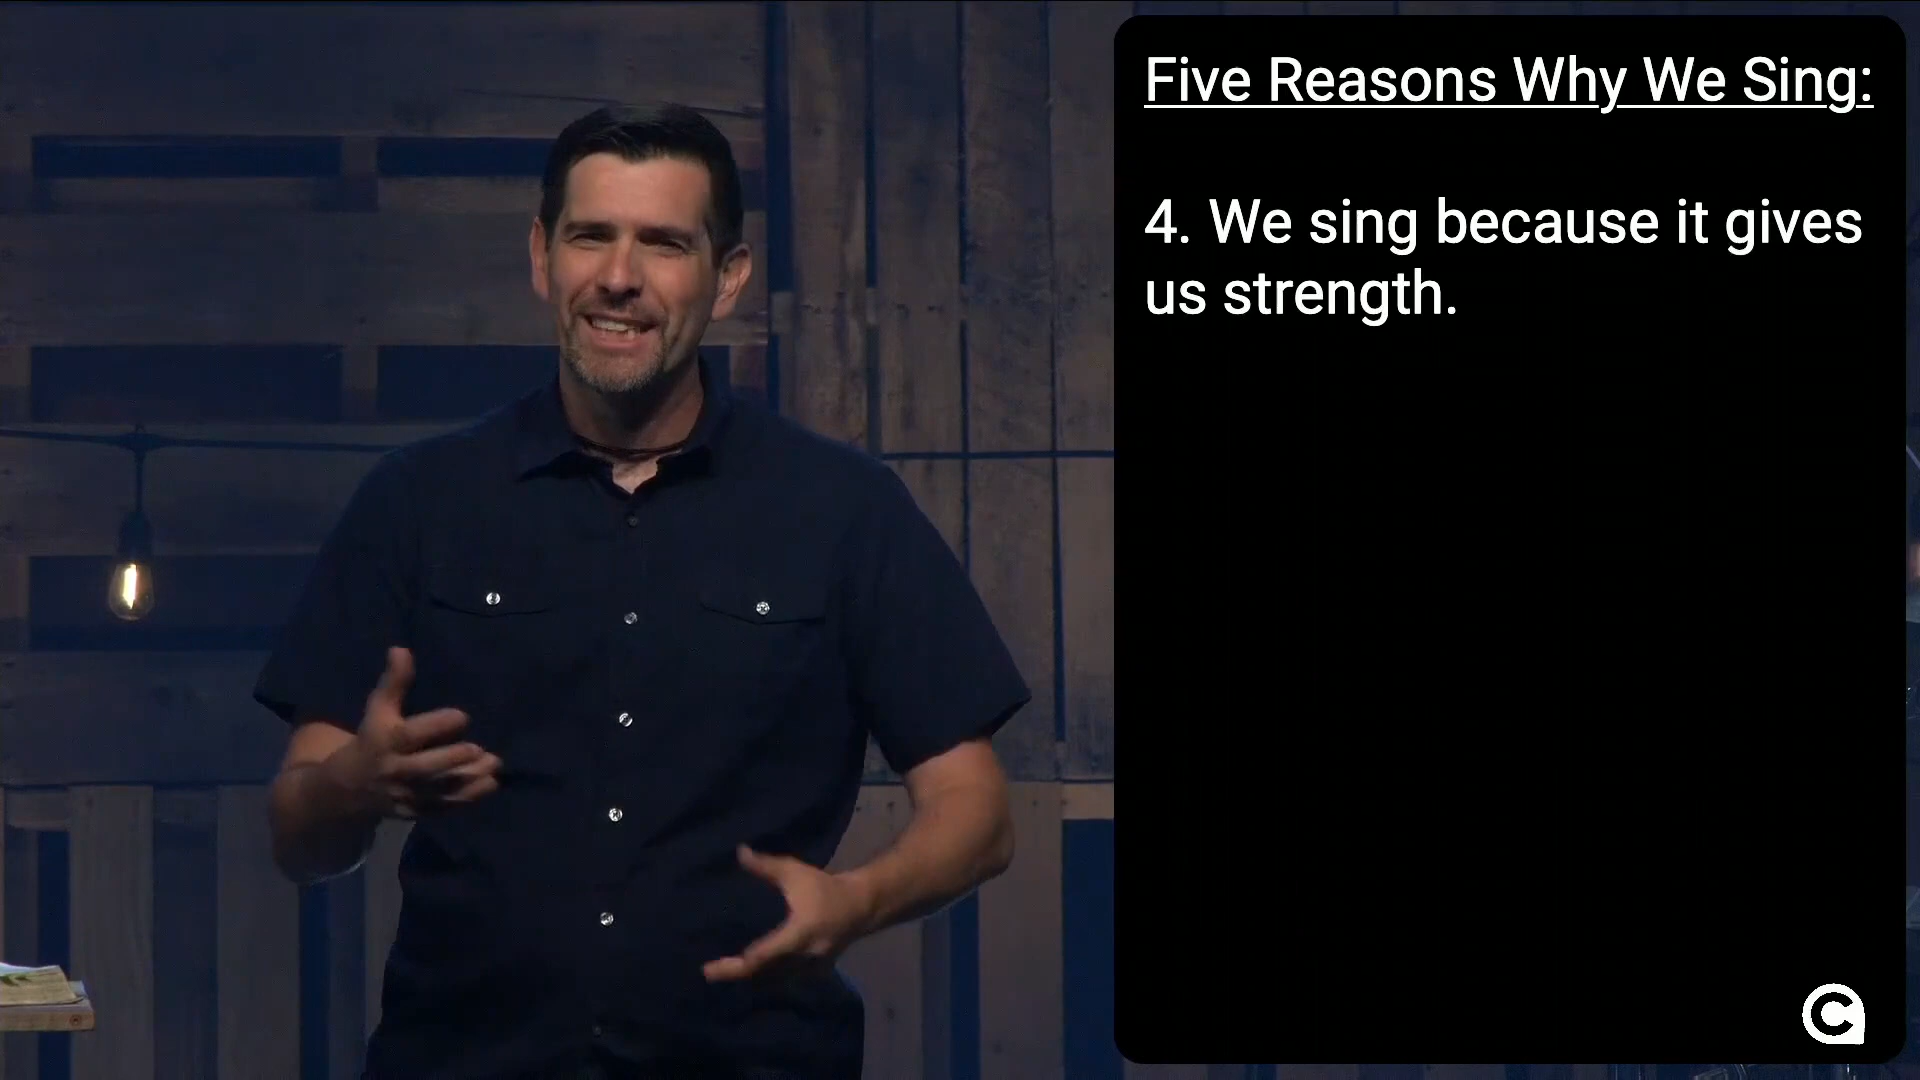 Five Reasons Why We Sing:
4. We sing because it gives
us strength.